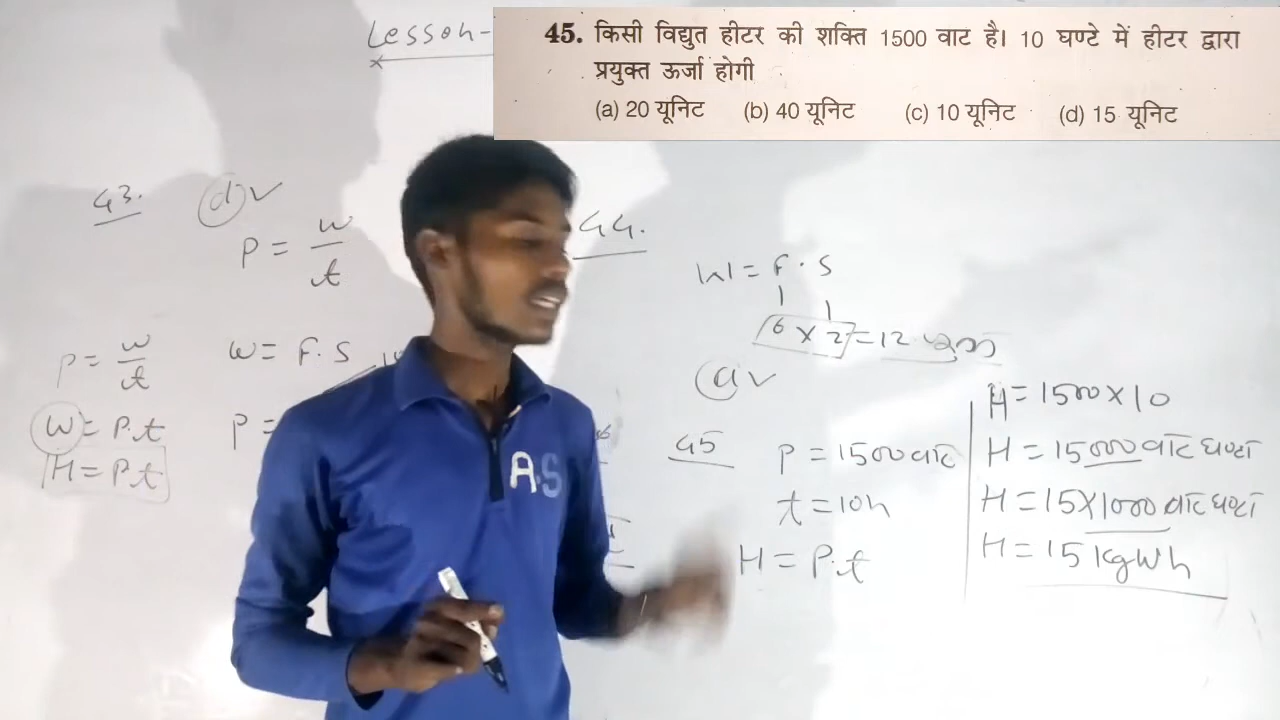 Lesson-
45. किसी विद्युत हीटर की शक्ति 1500 वाट है। 10 घण्टे में हीटर द्वारा
प्रयुक्त ऊर्जा होगी
(a) 20 यूनिट (b) 40 यूनिट (c) 10 यूनिट (d) 15 यूनिट
43. (d) ✓
P = w/t
P = w/t
W = P.t
H = P.t
W = F.S
P =
44.
W = F.S
6 × 2 = 12
(a) ✓
45
P = 1500 वाट
t = 10h
H = P.t
H = 1500 × 10
H = 15000 वाट घण्टा
H = 15×1000 वाट घण्टा
H = 15 kgWh
A.S